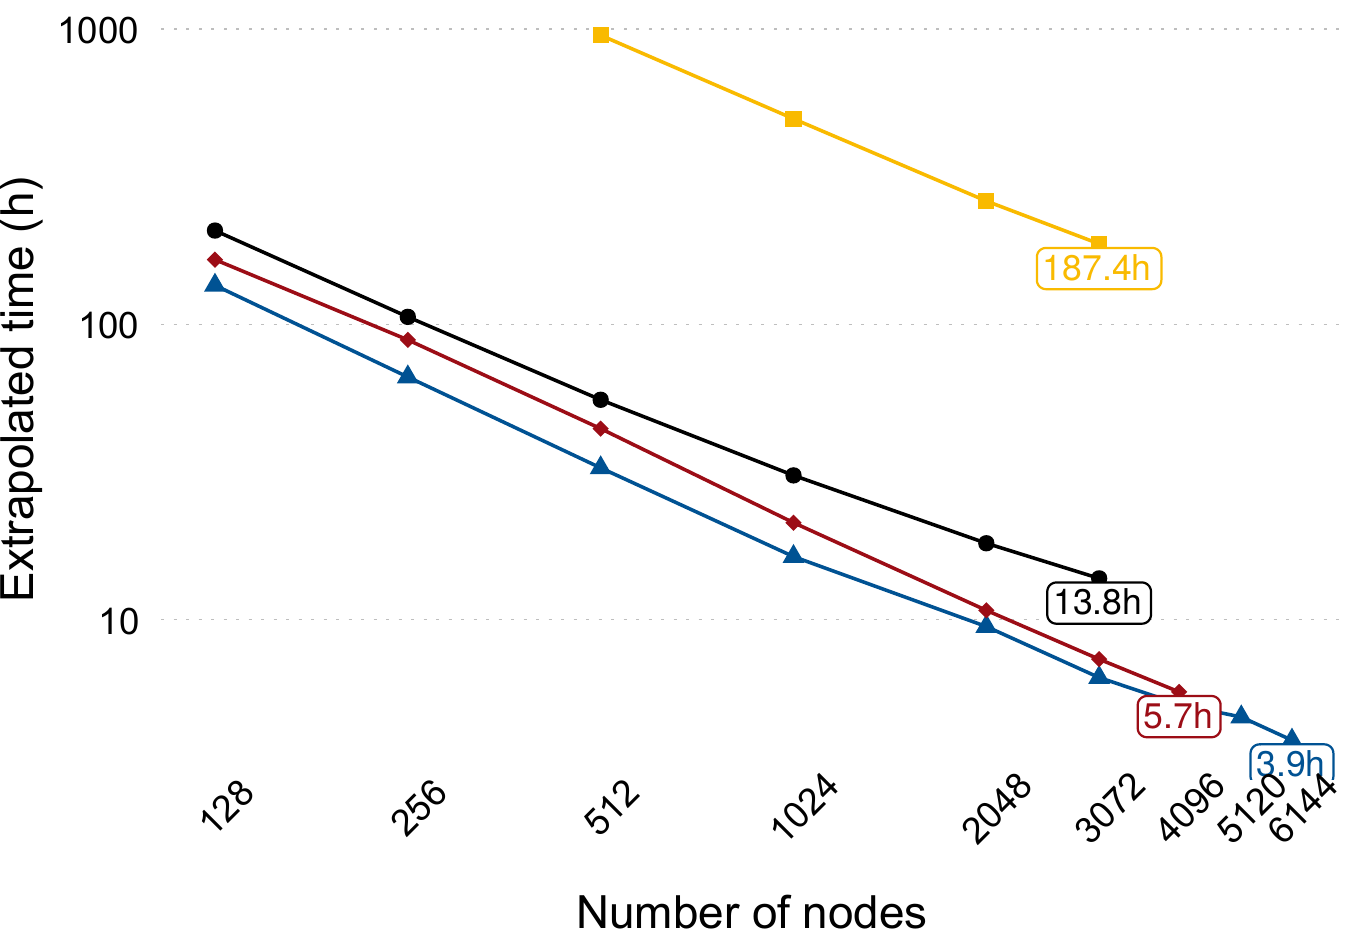 1000
100
10
Extrapolated time (h)
187.4h
13.8h
5.7h
3.9h
128
256
512
1024
2048
3072
4096
5120
6144
Number of nodes